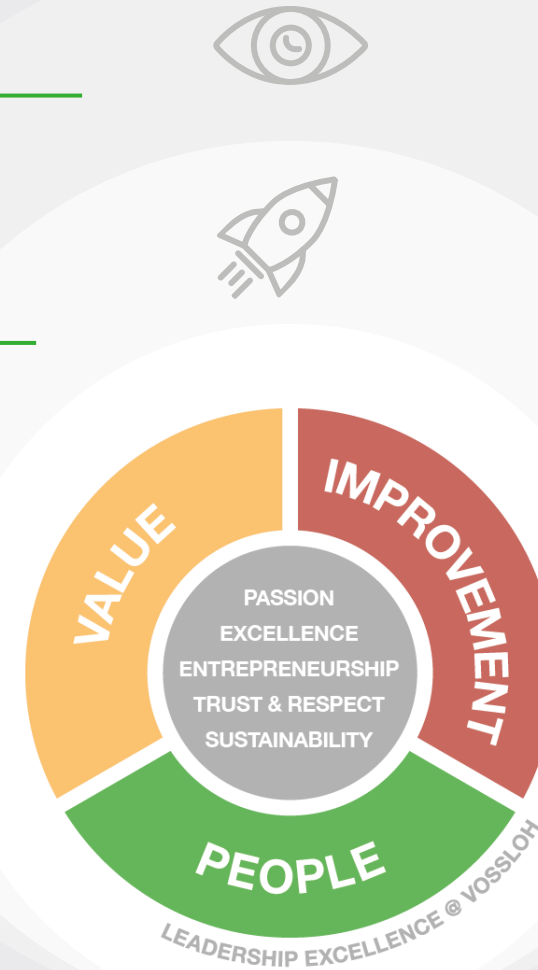 VALUE
IMPROVEMENT
PASSION
EXCELLENCE
ENTREPRENEURSHIP
TRUST & RESPECT
SUSTAINABILITY
PEOPLE
LEADERSHIP EXCELLENCE @ VOSSLOH